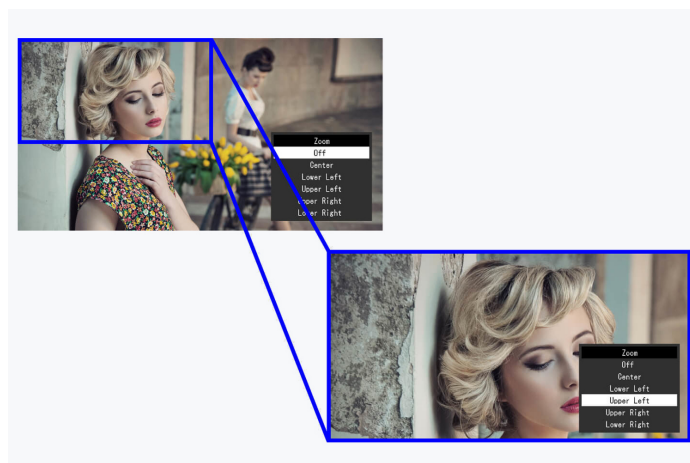 Zoom
Off
Center
Lower Left
Upper Left
Upper Right
Lower Right
Zoom
Off
Center
Lower Left
Upper Left
Upper Right
Lower Right